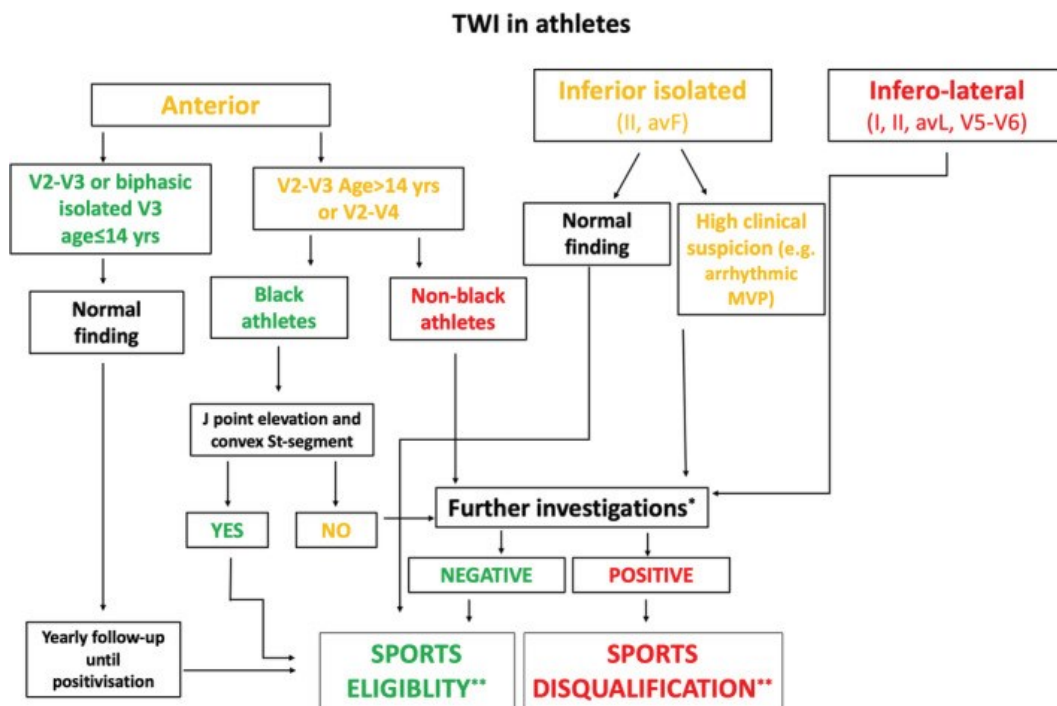 TWI in athletes
Anterior
Inferior isolated
(II, avF)
Infero-lateral
(I, II, avL, V5-V6)
V2-V3 or biphasic
isolated V3
age≤14 yrs
V2-V3 Age>14 yrs
or V2-V4
Normal
finding
High clinical
suspicion (e.g.
arrhythmic
MVP)
Normal
finding
Black
athletes
Non-black
athletes
J point elevation and
convex St-segment
YES
NO
Further investigations*
NEGATIVE
POSITIVE
Yearly follow-up
until
positivisation
SPORTS
ELIGIBLITY**
SPORTS
DISQUALIFICATION**